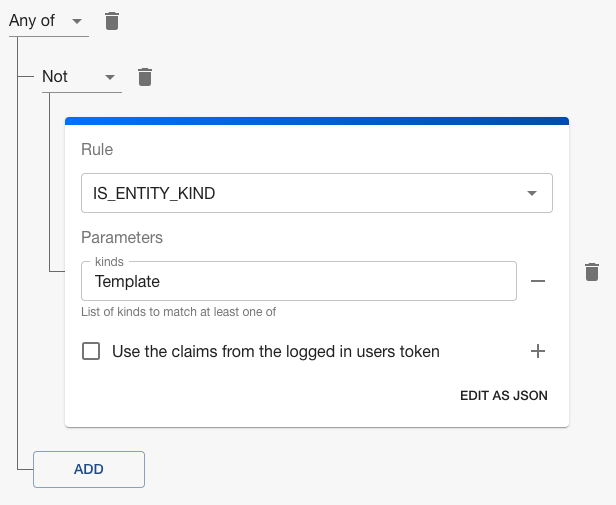 Any of
Not
Rule
IS_ENTITY_KIND
Parameters
kinds
Template
List of kinds to match at least one of
Use the claims from the logged in users token
EDIT AS JSON
ADD